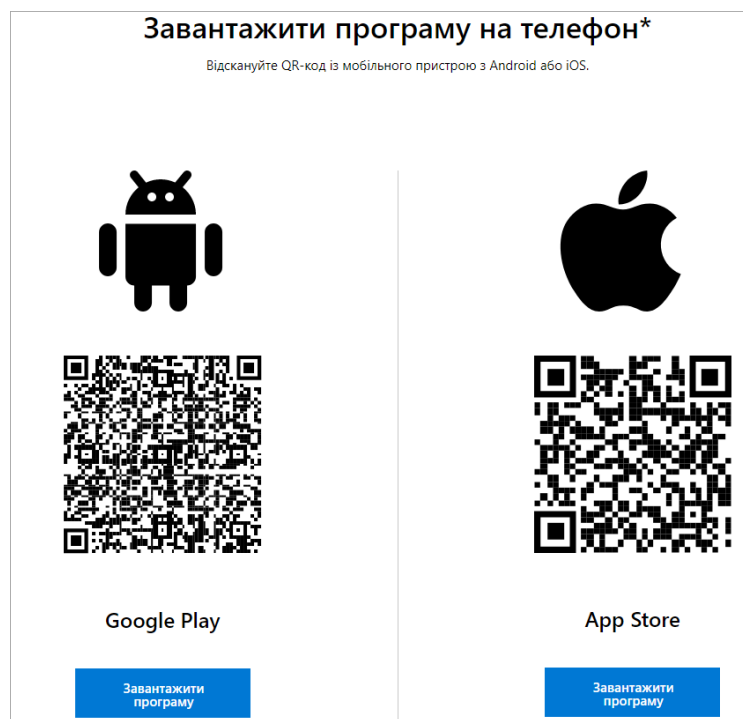 Завантажити програму на телефон*
Відскануйте QR-код із мобільного пристрою з Android або iOS.
Google Play
App Store
Завантажити
програму
Завантажити
програму